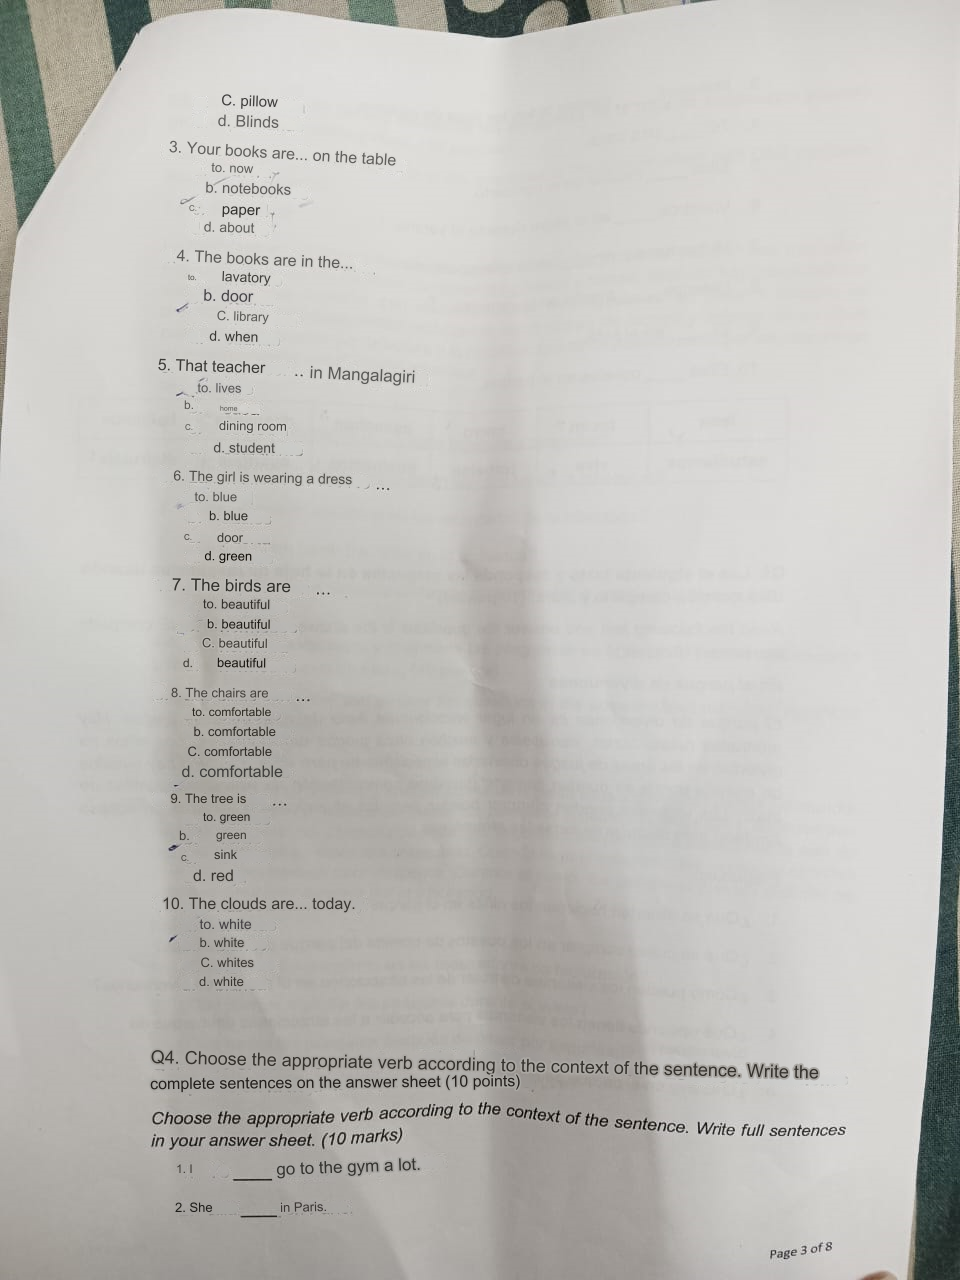 C. pillow
d. Blinds
3. Your books are... on the table
to. now
b. notebooks
c. paper
d. about
4. The books are in the...
to. lavatory
b. door
C. library
d. when
5. That teacher .. in Mangalagiri
to. lives
b. home
c. dining room
d. student
6. The girl is wearing a dress ...
to. blue
b. blue
c. door
d. green
7. The birds are ...
to. beautiful
b. beautiful
C. beautiful
d. beautiful
8. The chairs are ...
to. comfortable
b. comfortable
C. comfortable
d. comfortable
9. The tree is ...
to. green
b. green
c. sink
d. red
10. The clouds are... today.
to. white
b. white
C. whites
d. white
Q4. Choose the appropriate verb according to the context of the sentence. Write the
complete sentences on the answer sheet (10 points)
Choose the appropriate verb according to the context of the sentence. Write full sentences
in your answer sheet. (10 marks)
1. I ____ go to the gym a lot.
2. She ____ in Paris.
Page 3 of 8